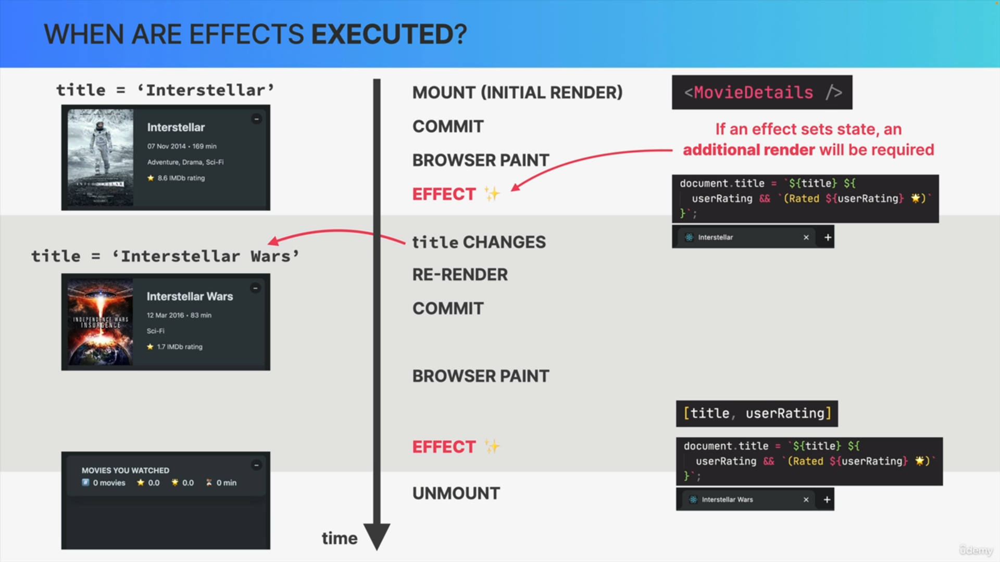 WHEN ARE EFFECTS EXECUTED?
title = ‘Interstellar’
Interstellar
07 Nov 2014 • 169 min
Adventure, Drama, Sci-Fi
⭐ 8.6 IMDb rating
INTERSTELLAR
MOUNT (INITIAL RENDER)
COMMIT
BROWSER PAINT
EFFECT ✨
<MovieDetails />
If an effect sets state, an
additional render will be required
document.title = `${title} ${
userRating && `(Rated ${userRating} 🌟)`
}`;
Interstellar × +
title = ‘Interstellar Wars’
INDEPENDENCE WARS
INSURGENCE
Interstellar Wars
12 Mar 2016 • 83 min
Sci-Fi
⭐ 1.7 IMDb rating
title CHANGES
RE-RENDER
COMMIT
BROWSER PAINT
EFFECT ✨
[title, userRating]
document.title = `${title} ${
userRating && `(Rated ${userRating} 🌟)`
}`;
Interstellar Wars × +
MOVIES YOU WATCHED
#️⃣ 0 movies ⭐ 0.0 🌟 0.0 ⏳ 0 min
UNMOUNT
time
ûdemy